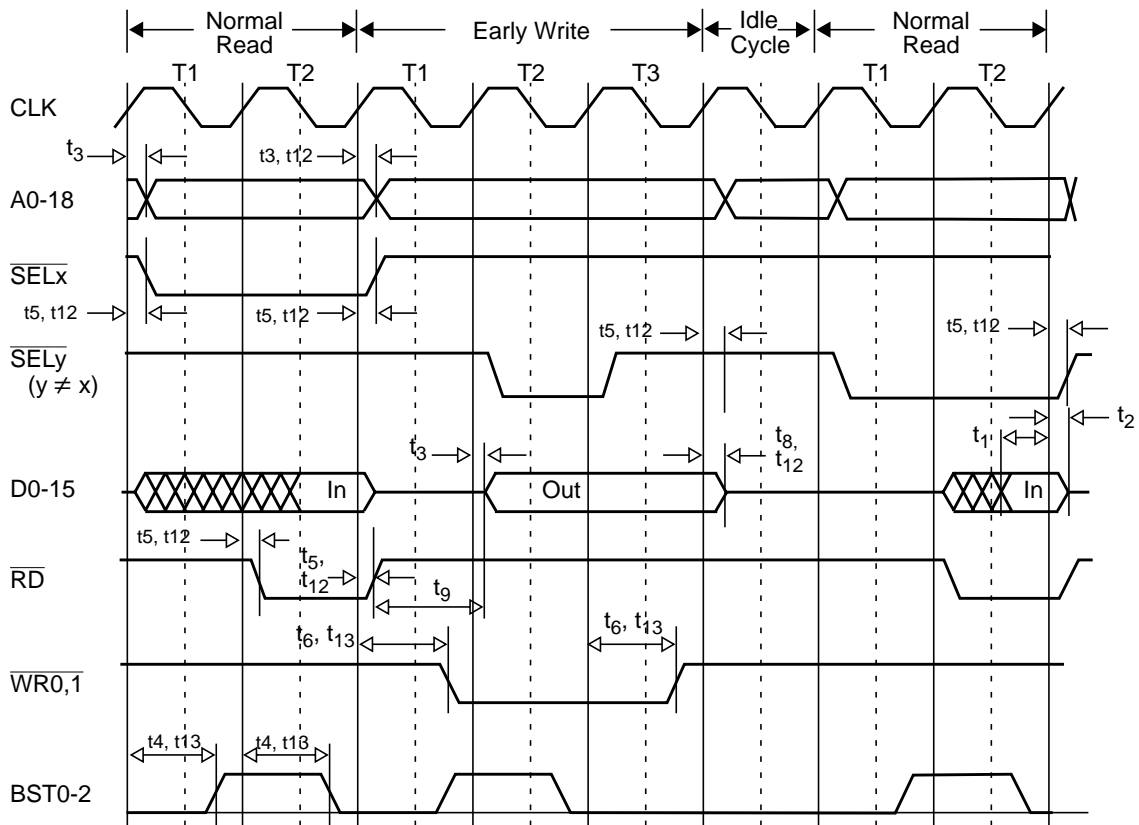 Normal Read
Early Write
Idle Cycle
Normal Read
T1 T2 T1 T2 T3 T1 T2
CLK
t3 t3, t12
A0-18
SELx
t5, t12 t5, t12 t5, t12 t5, t12
SELy
(y ≠ x)
t2
t3 t8, t12 t1
D0-15 In Out In
t5, t12 t5, t12
RD
t9
t6, t13 t6, t13
WR0,1
t4, t13 t4, t13
BST0-2